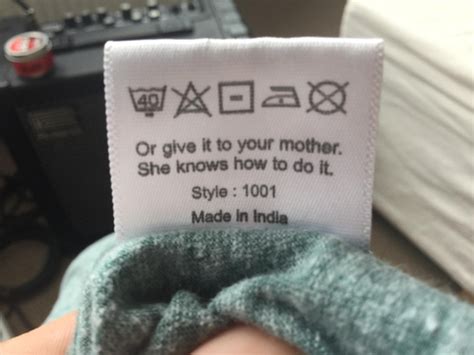 40
Or give it to your mother.
She knows how to do it.
Style : 1001
Made in India